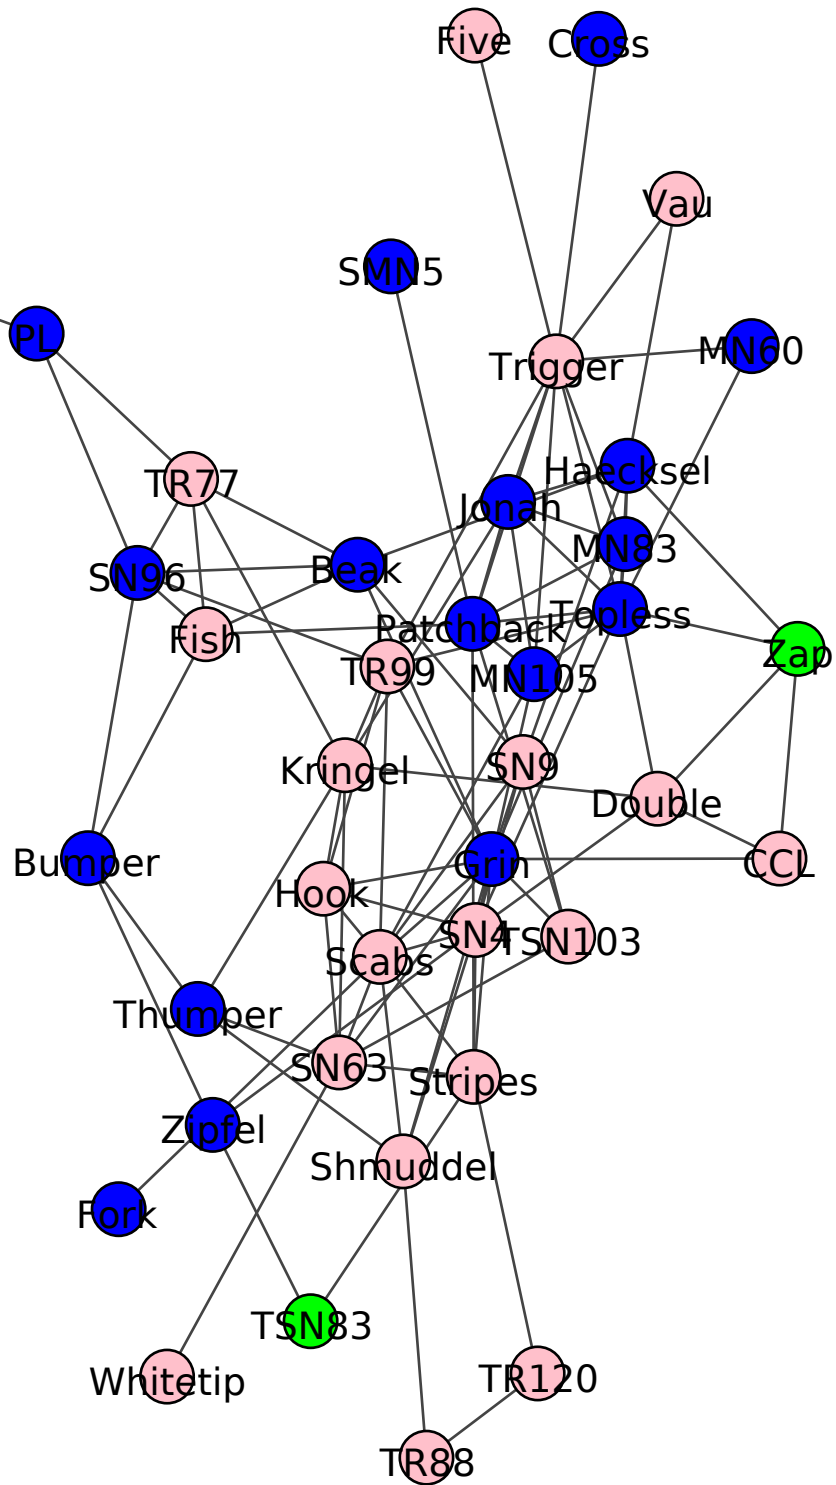 Five
Cross
Vau
SMN5
PL
Trigger
MN60
TR77
Haecksel
Jonah
MN83
SN96
Beak
Fish
Patchback
Topless
TR99
MN105
Zap
Kringel
SN9
Double
Bumper
Grin
CCL
Hook
SN4
TSN103
Scabs
Thumper
SN63
Stripes
Zipfel
Shmuddel
Fork
TSN83
Whitetip
TR120
TR88